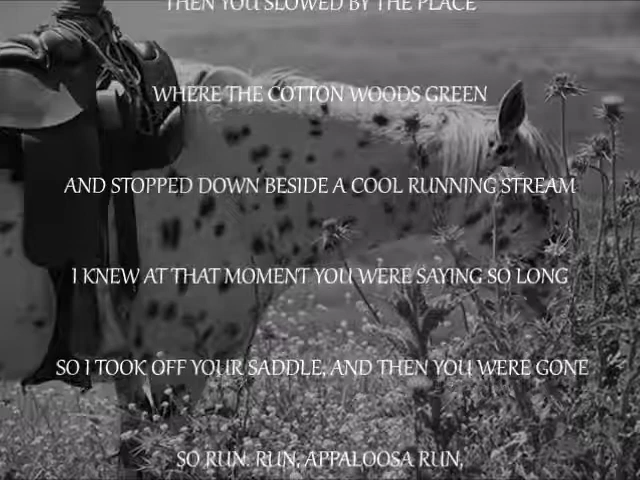 THEN YOU SLOWED BY THE PLACE
WHERE THE COTTON WOODS GREEN
AND STOPPED DOWN BESIDE A COOL RUNNING STREAM
I KNEW AT THAT MOMENT YOU WERE SAYING SO LONG
SO I TOOK OFF YOUR SADDLE, AND THEN YOU WERE GONE
SO RUN. RUN, APPALOOSA RUN,